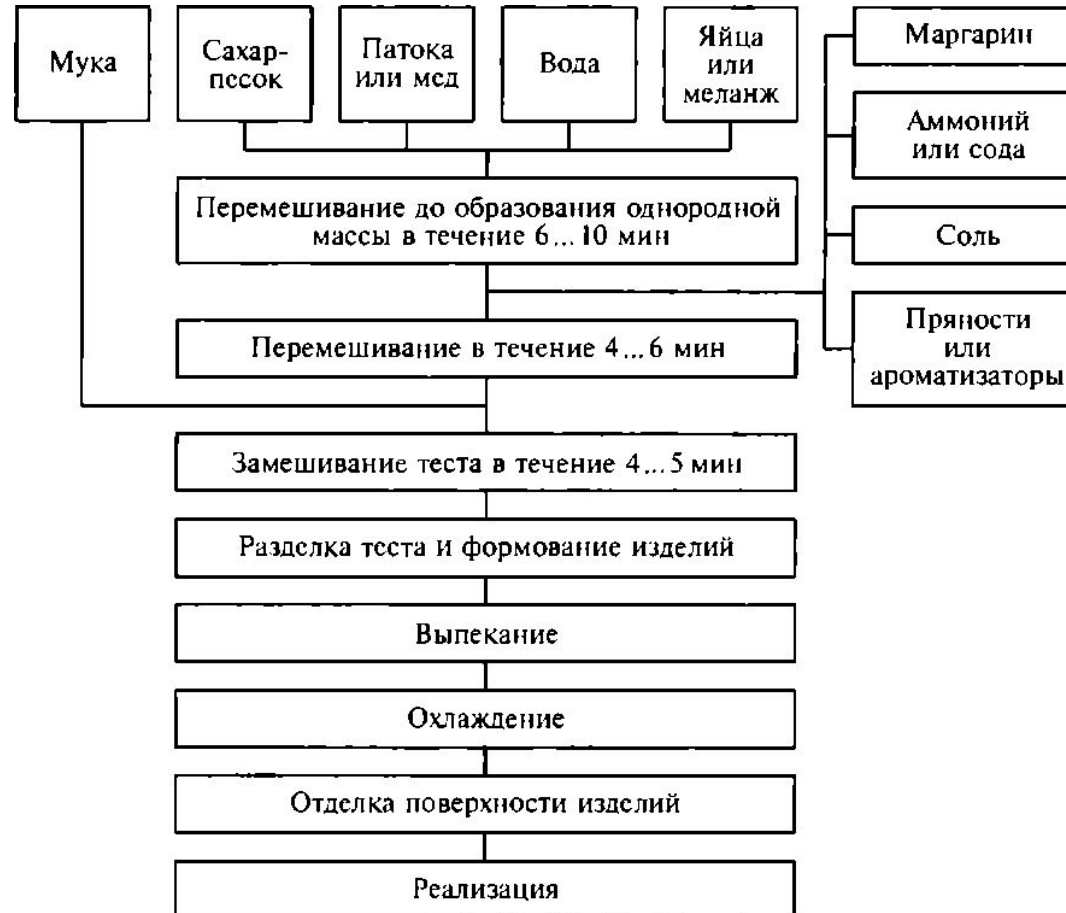 Мука
Сахар-
песок
Патока
или мед
Вода
Яйца
или
меланж
Маргарин
Аммоний
или сода
Соль
Пряности
или
ароматизаторы
Перемешивание до образования однородной
массы в течение 6...10 мин
Перемешивание в течение 4...6 мин
Замешивание теста в течение 4...5 мин
Разделка теста и формование изделий
Выпекание
Охлаждение
Отделка поверхности изделий
Реализация